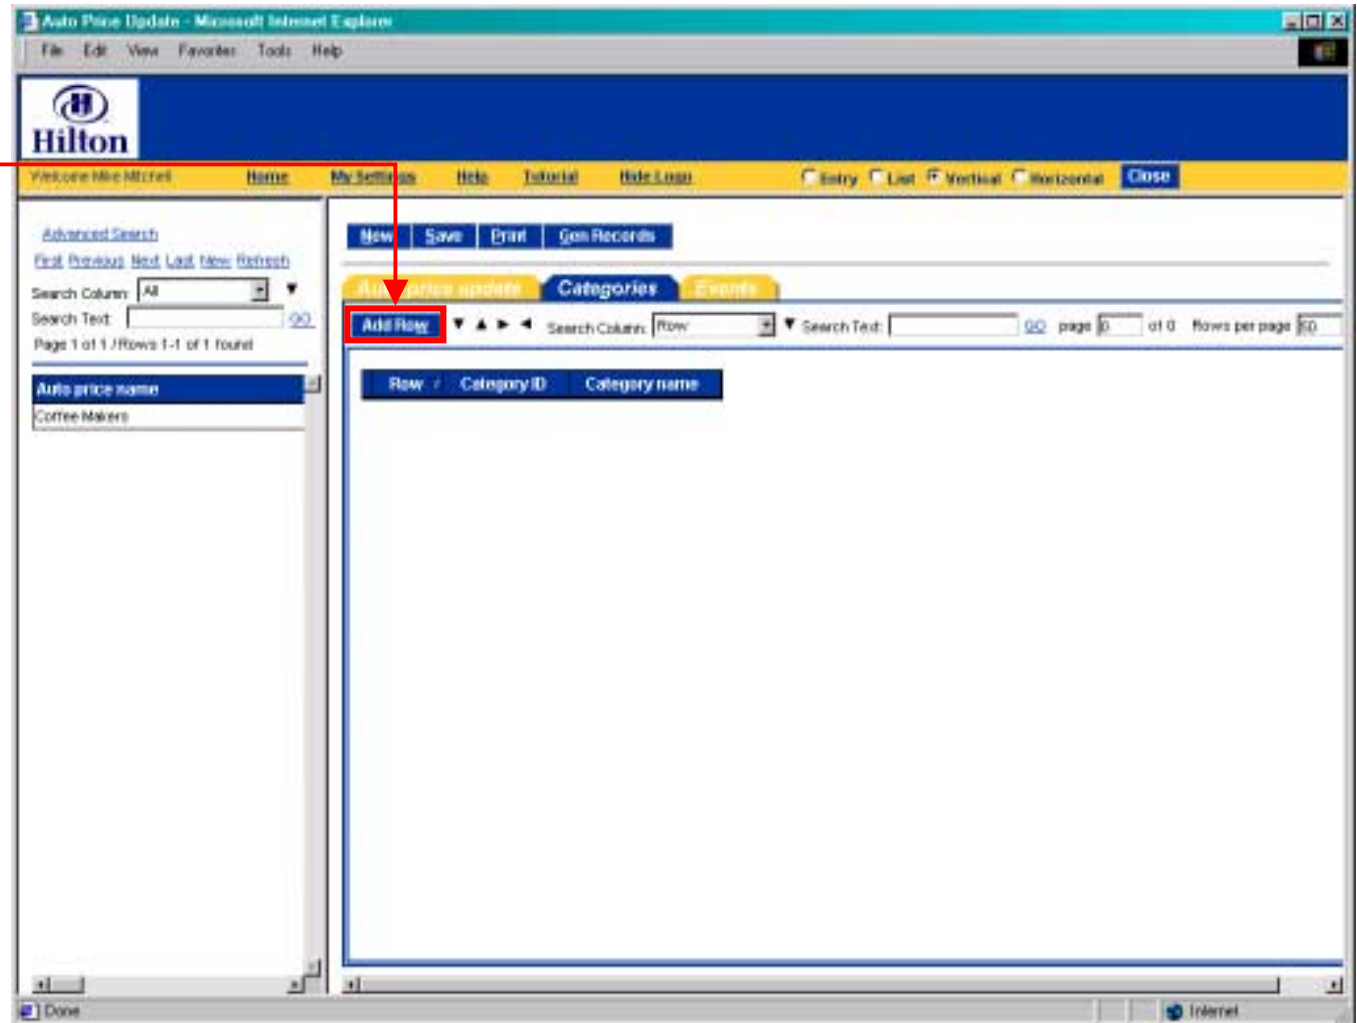 Auto Price Update - Microsoft Internet Explorer
File Edit View Favorites Tools Help
Hilton
Welcome Mike Mitchell Home My Settings Help Tutorial Hide Logo Entry List Vertical Horizontal Close
Advanced Search
First Previous Next Last New Refresh
Search Column: All
Search Text: GO
Page 1 of 1 /Rows 1-1 of 1 found
Auto price name
Coffee Makers
New Save Print Gen Records
Auto price update Categories Events
Add Row Search Column: Row Search Text: GO page 0 of 0 Rows per page 50
Row / Category ID Category name
Done Internet